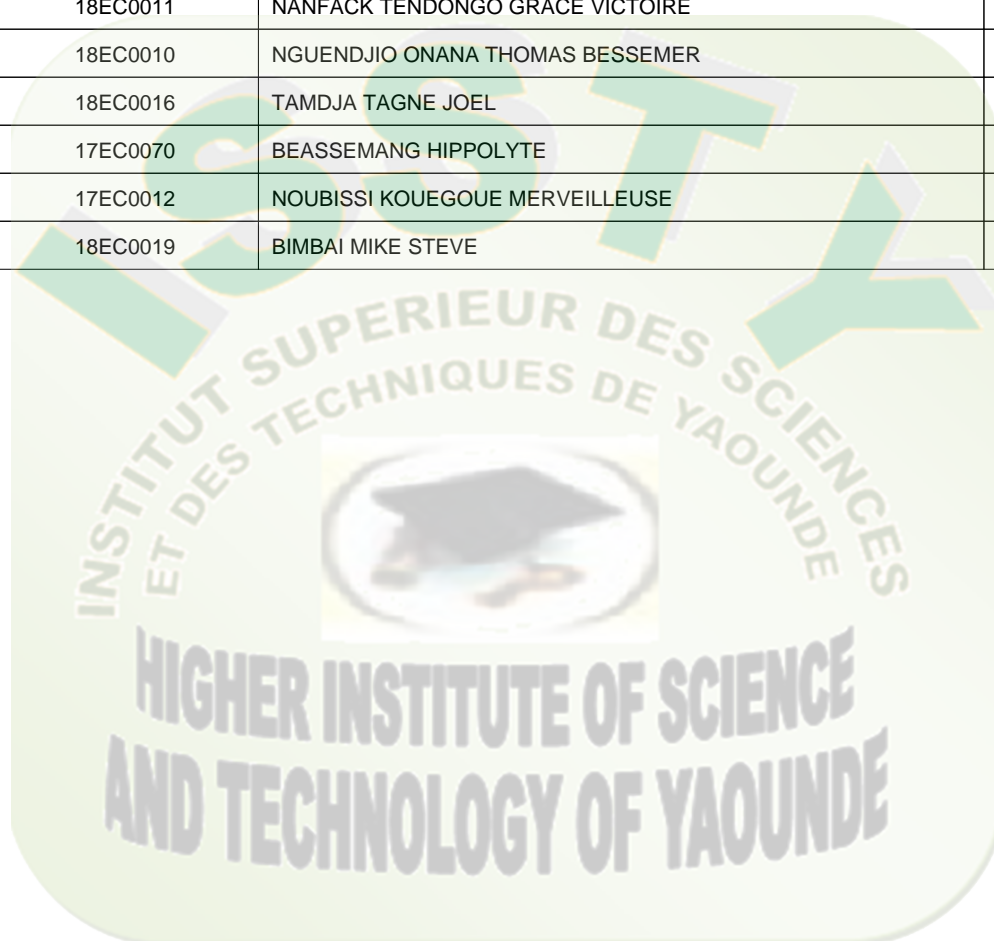 18EC0011 NANFACK TENDONGO GRACE VICTOIRE
18EC0010 NGUENDJIO ONANA THOMAS BESSEMER
18EC0016 TAMDJA TAGNE JOEL
17EC0070 BEASSEMANG HIPPOLYTE
17EC0012 NOUBISSI KOUEGOUE MERVEILLEUSE
18EC0019 BIMBAI MIKE STEVE
ISSTY
INSTITUT SUPERIEUR DES SCIENCES
ET DES TECHNIQUES DE YAOUNDE
HIGHER INSTITUTE OF SCIENCE
AND TECHNOLOGY OF YAOUNDE